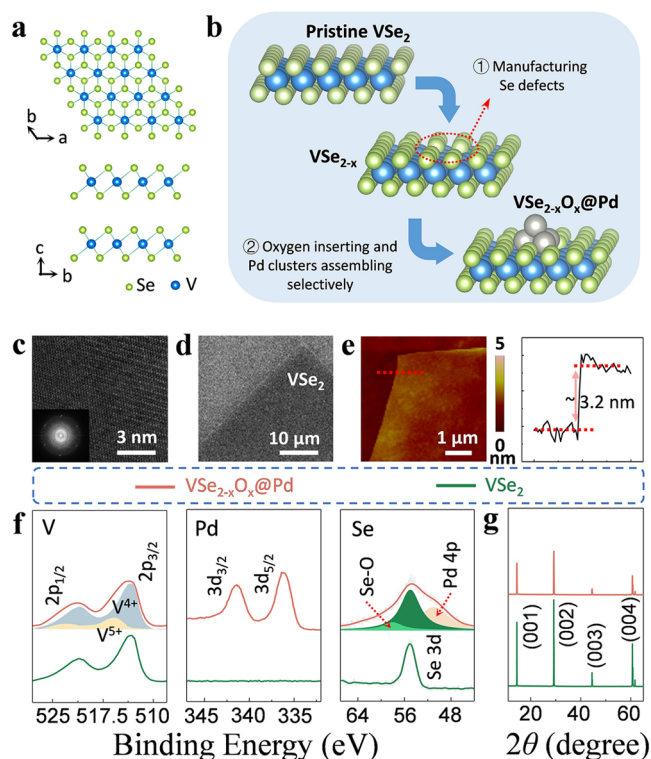 a
b
a
c
b
Se
V
b
Pristine VSe2
① Manufacturing
Se defects
VSe2-x
VSe2-xOx@Pd
② Oxygen inserting and
Pd clusters assembling
selectively
c
3 nm
d
VSe2
10 μm
e
1 μm
5
0
nm
~
3.2 nm
VSe2-xOx@Pd
VSe2
f
V
2p1/2
2p3/2
V4+
V5+
525
517.5
510
Pd
3d3/2
3d5/2
345
340
335
Se
Se-O
Pd 4p
Se 3d
64
56
48
Binding Energy (eV)
g
(001)
(002)
(003)
(004)
20
40
60
2θ (degree)